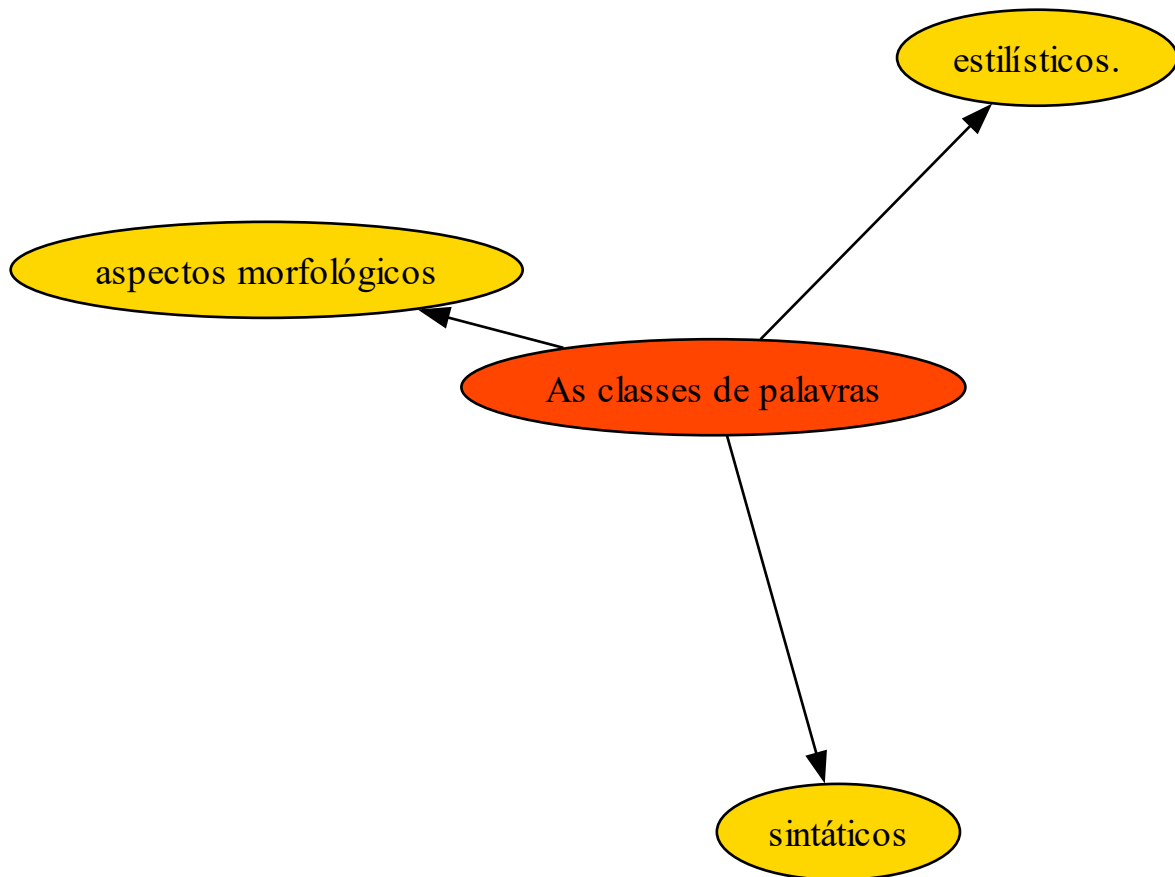 estilísticos.
aspectos morfológicos
As classes de palavras
sintáticos